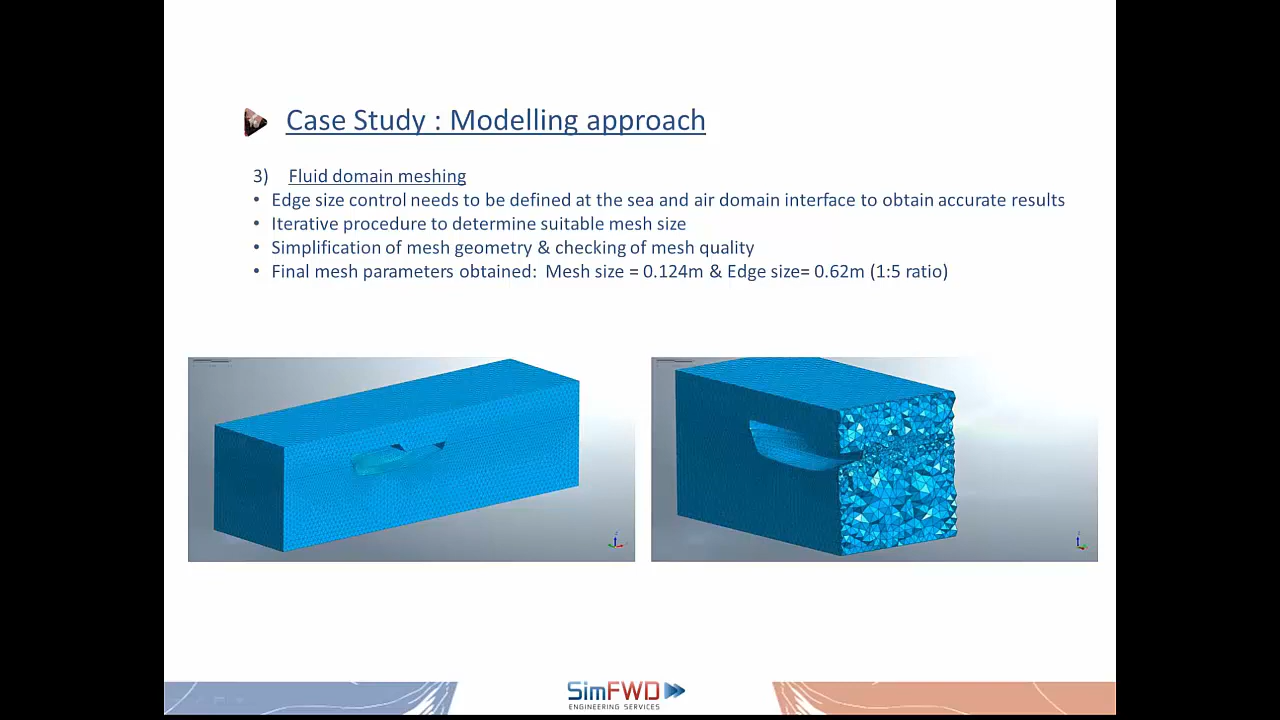 Case Study : Modelling approach
3) Fluid domain meshing
• Edge size control needs to be defined at the sea and air domain interface to obtain accurate results
• Iterative procedure to determine suitable mesh size
• Simplification of mesh geometry & checking of mesh quality
• Final mesh parameters obtained: Mesh size = 0.124m & Edge size= 0.62m (1:5 ratio)
SimFWD
ENGINEERING SERVICES